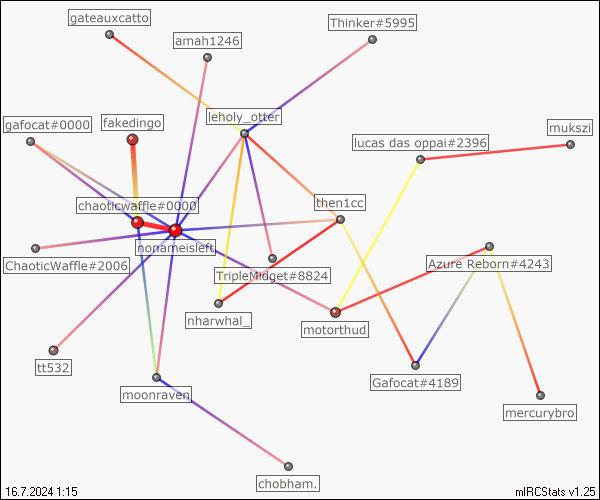 gateauxcatto
Thinker#5995
amah1246
gafocat#0000
fakedingo
leholy_otter
lucas das oppai#2396
mukszi
chaoticwaffle#0000
then1cc
nonameisleft
ChaoticWaffle#2006
TripleMidget#8824
Azure Reborn#4243
nharwhal_
motorthud
tt532
moonraven
Gafocat#4189
mercurybro
chobham.
16.7.2024 1:15
mIRCStats v1.25